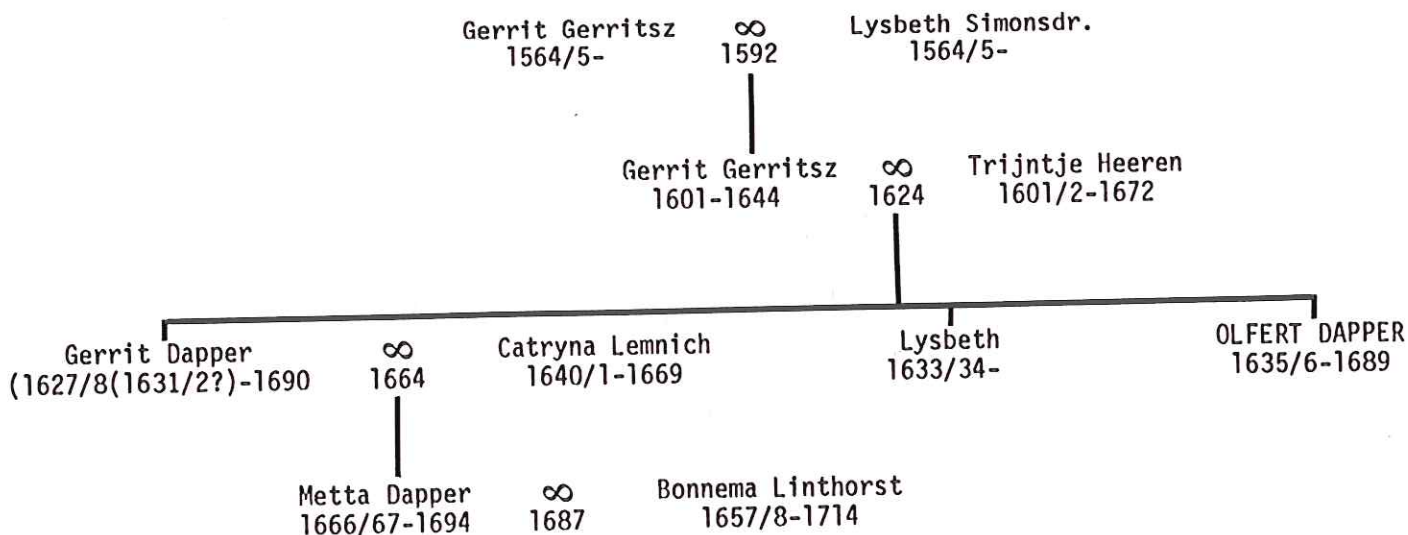 Gerrit Gerritsz ∞ Lysbeth Simonsdr.
1564/5- 1592 1564/5-
Gerrit Gerritsz ∞ Trijntje Heeren
1601-1644 1624 1601/2-1672
Gerrit Dapper ∞ Catryna Lemnich Lysbeth OLFERT DAPPER
(1627/8(1631/2?)-1690 1664 1640/1-1669 1633/34- 1635/6-1689
Metta Dapper ∞ Bonnema Linthorst
1666/67-1694 1687 1657/8-1714